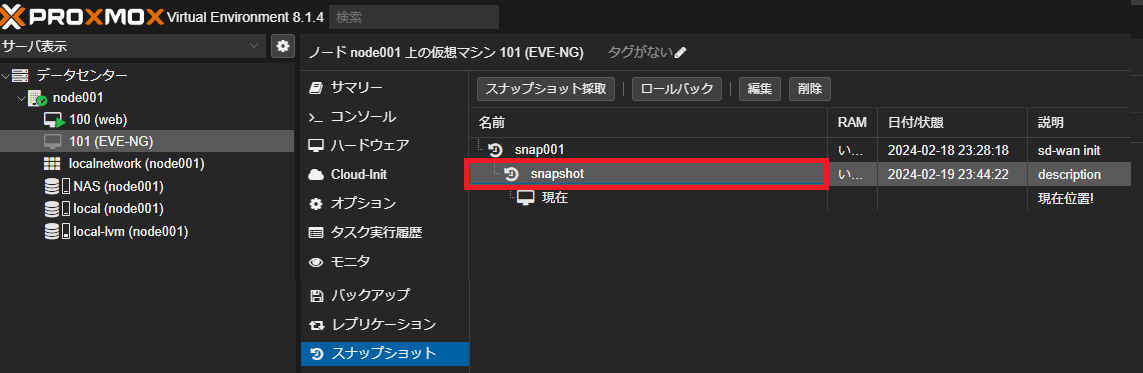 PROXMOX Virtual Environment 8.1.4 検索
サーバ表示
データセンター
node001
100 (web)
101 (EVE-NG)
localnetwork (node001)
NAS (node001)
local (node001)
local-lvm (node001)
ノード node001 上の仮想マシン 101 (EVE-NG) タグがない
サマリー
コンソール
ハードウェア
Cloud-Init
オプション
タスク実行履歴
モニタ
バックアップ
レプリケーション
スナップショット
スナップショット採取 ロールバック 編集 削除
名前 RAM 日付/状態 説明
snap001 い... 2024-02-18 23:28:18 sd-wan init
snapshot い... 2024-02-19 23:44:22 description
現在 現在位置!